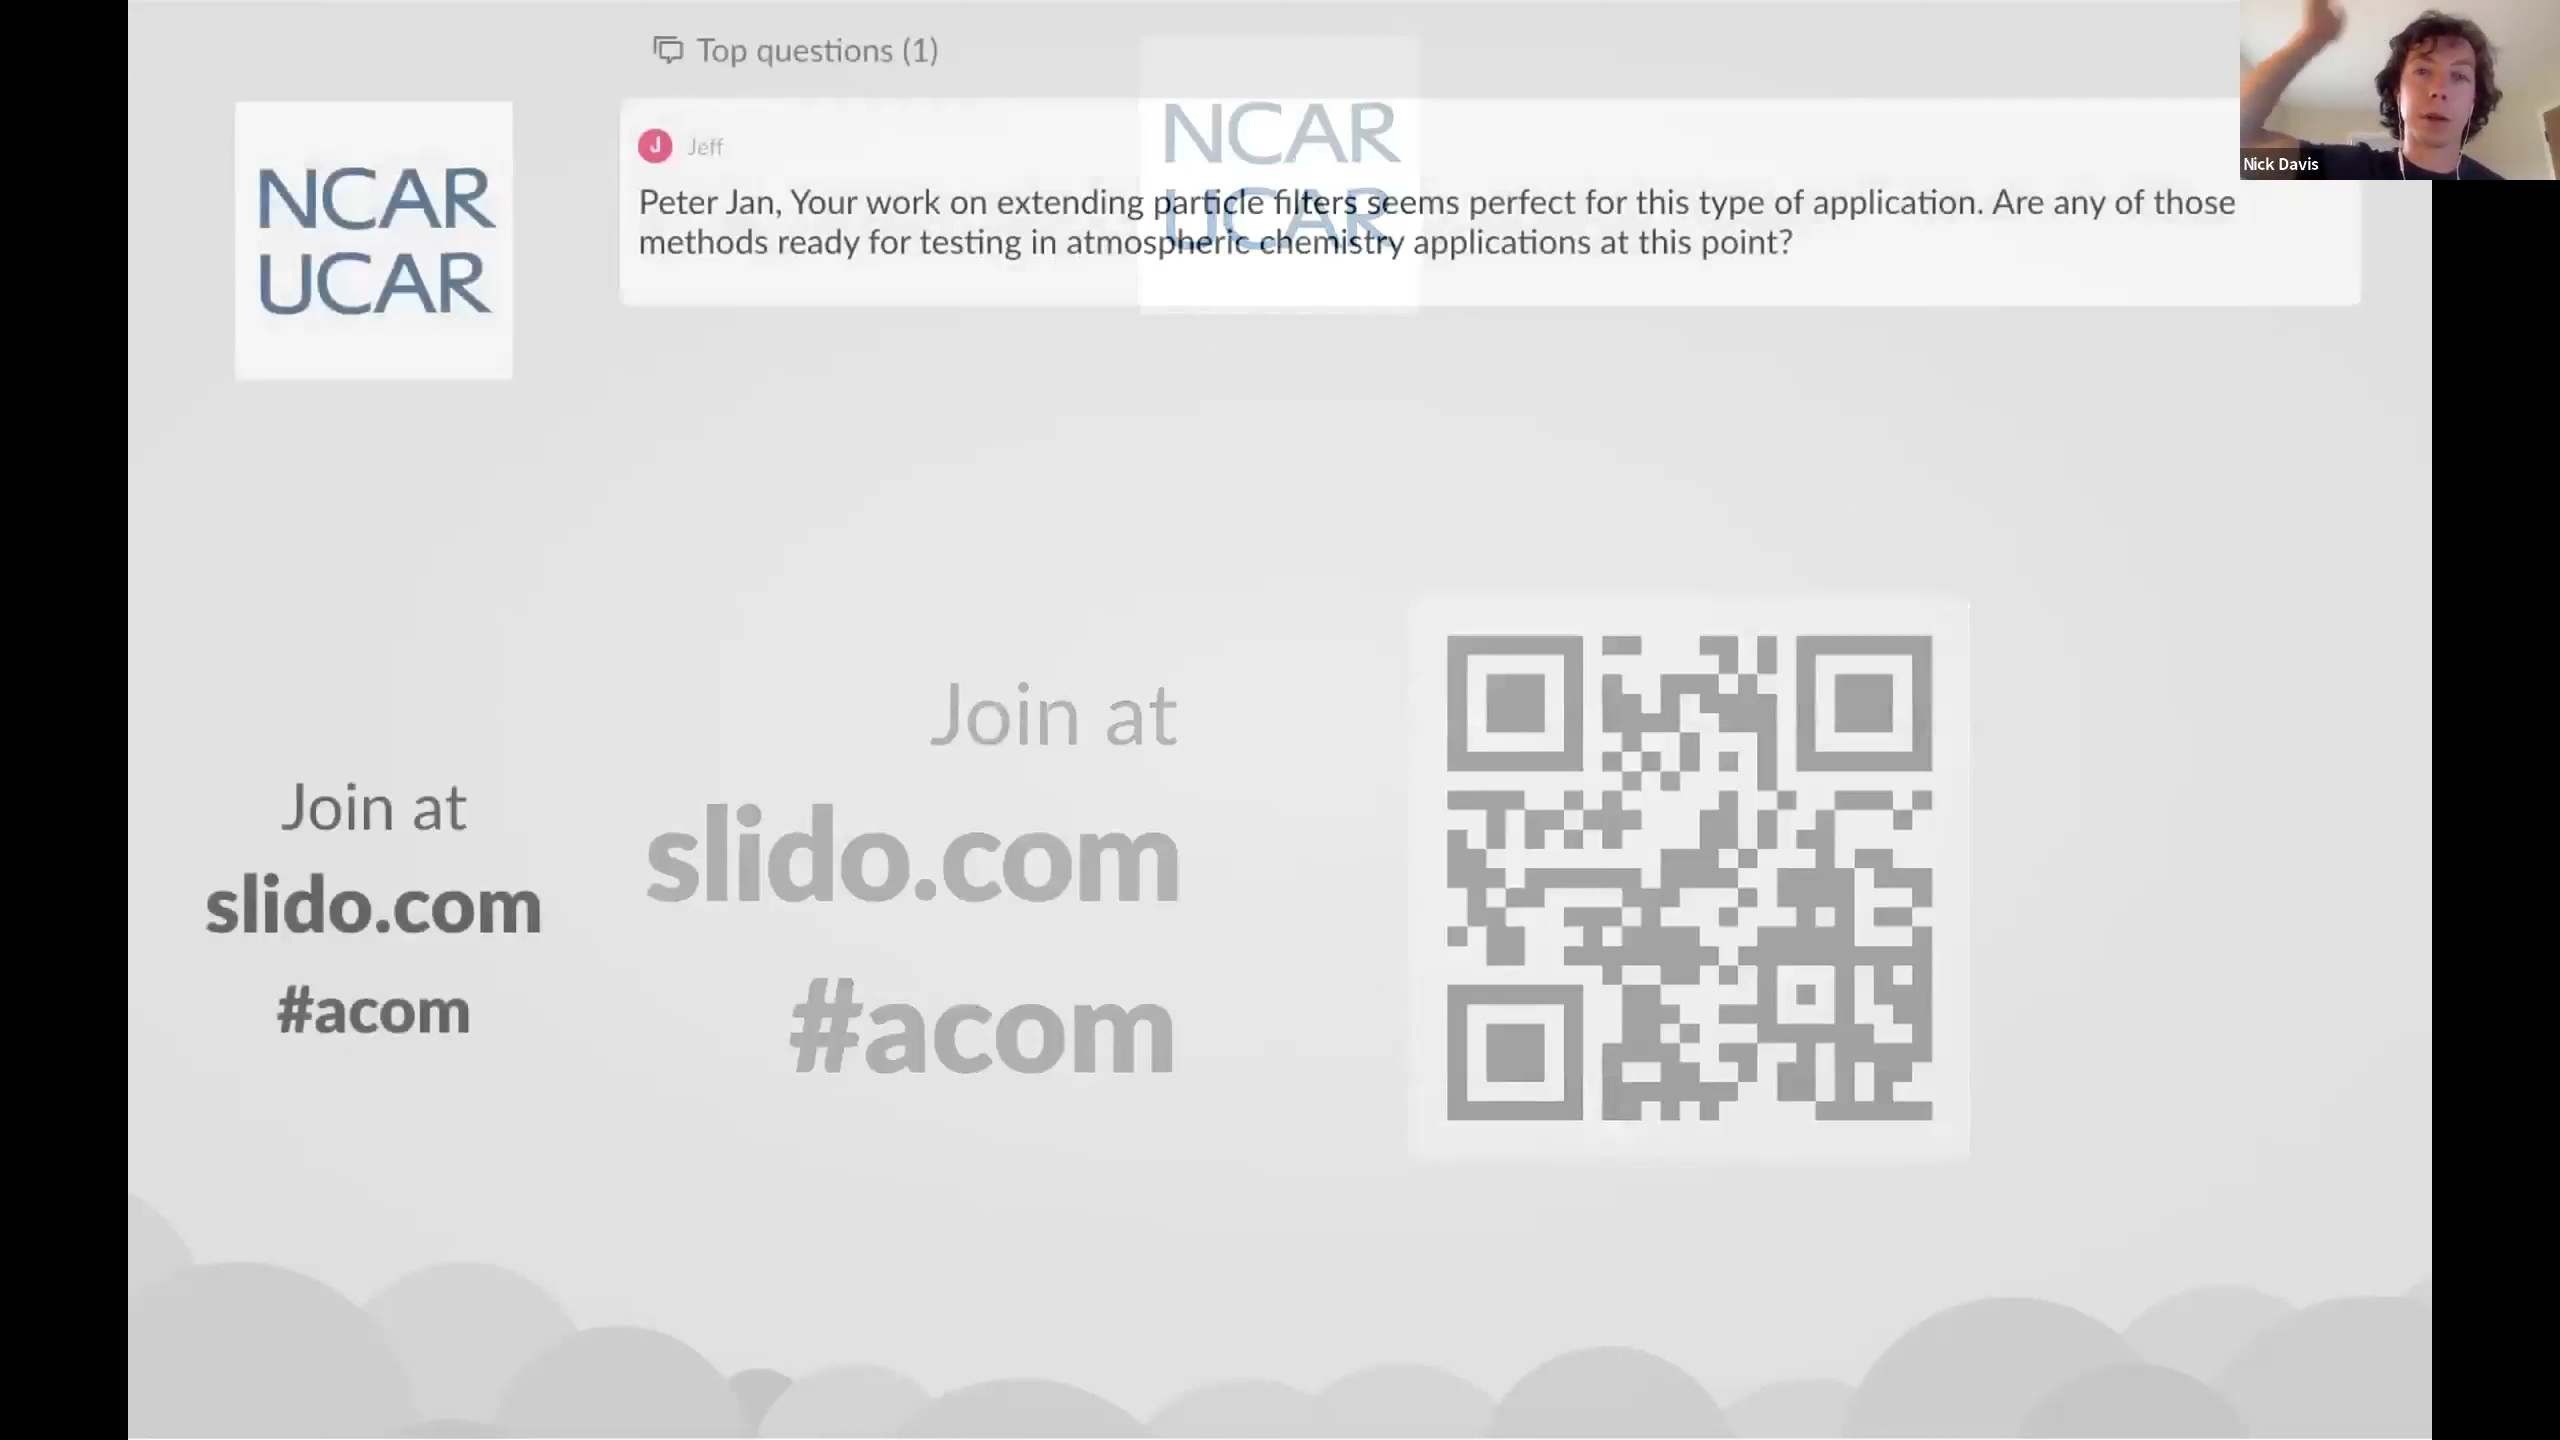 Top questions (1)
NCAR
UCAR
NCAR
UCAR
J
Jeff
Peter Jan, Your work on extending particle filters seems perfect for this type of application. Are any of those
methods ready for testing in atmospheric chemistry applications at this point?
Nick Davis
Join at
slido.com
#acom
Join at
slido.com
#acom